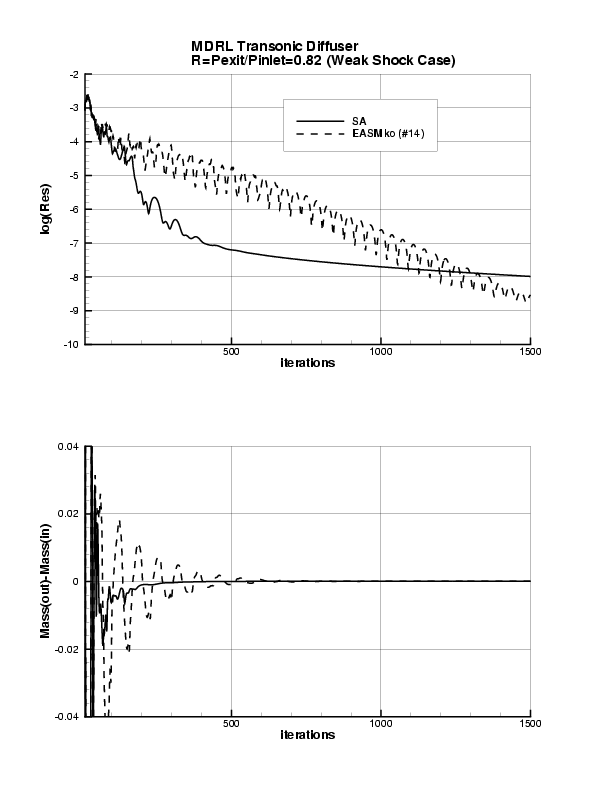 MDRL Transonic Diffuser
R=Pexit/Pinlet=0.82 (Weak Shock Case)
-2
-3
-4
-5
-6
-7
-8
-9
-10
log(Res)
SA
EASM ko (#14)
500
1000
1500
iterations
0.04
0.02
0
-0.02
-0.04
Mass(out)-Mass(In)
500
1000
1500
iterations